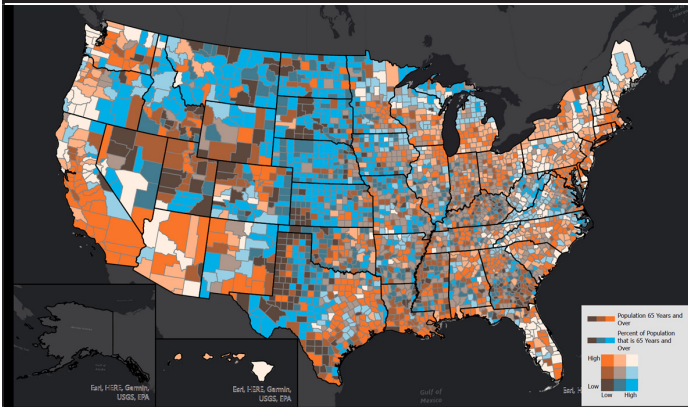 Esri, HERE, Garmin,
USGS, EPA
Esri, HERE, Garmin,
USGS, EPA
Gulf of
Mexico
Esri, H
Population 65 Years and
Over
Percent of Population
that is 65 Years and
Over
High
Low
Low High